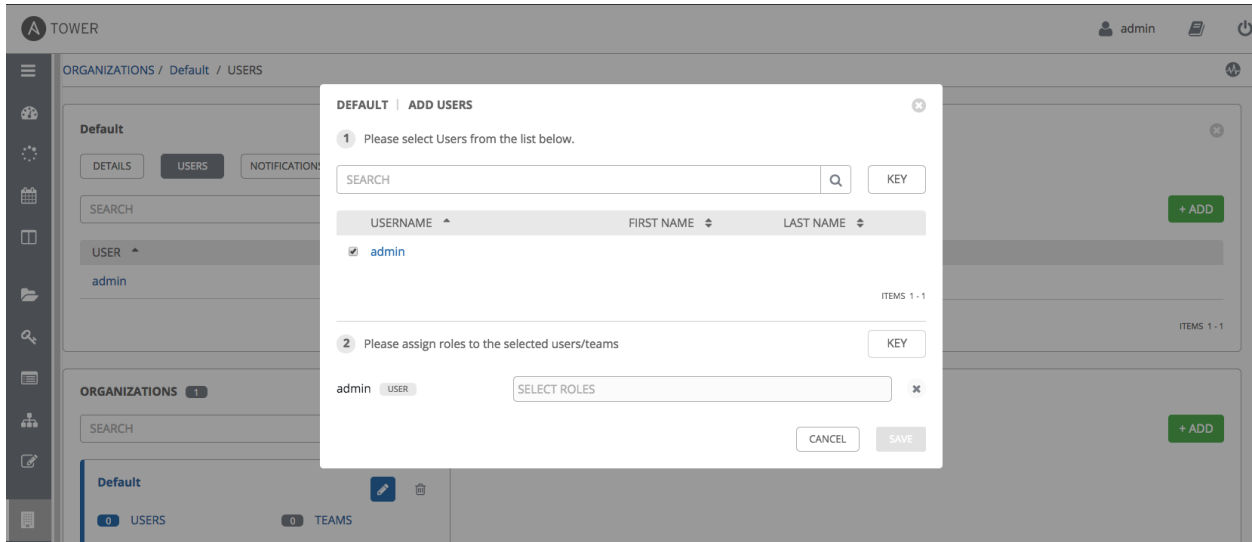 A TOWER admin
ORGANIZATIONS / Default / USERS
Default
DETAILS USERS NOTIFICATIONS
SEARCH
+ ADD
USER
admin
ITEMS 1 - 1
DEFAULT | ADD USERS
1 Please select Users from the list below.
SEARCH KEY
USERNAME FIRST NAME LAST NAME
admin
ITEMS 1 - 1
2 Please assign roles to the selected users/teams KEY
admin USER SELECT ROLES
CANCEL SAVE
ORGANIZATIONS 1
SEARCH
+ ADD
Default
0 USERS 0 TEAMS